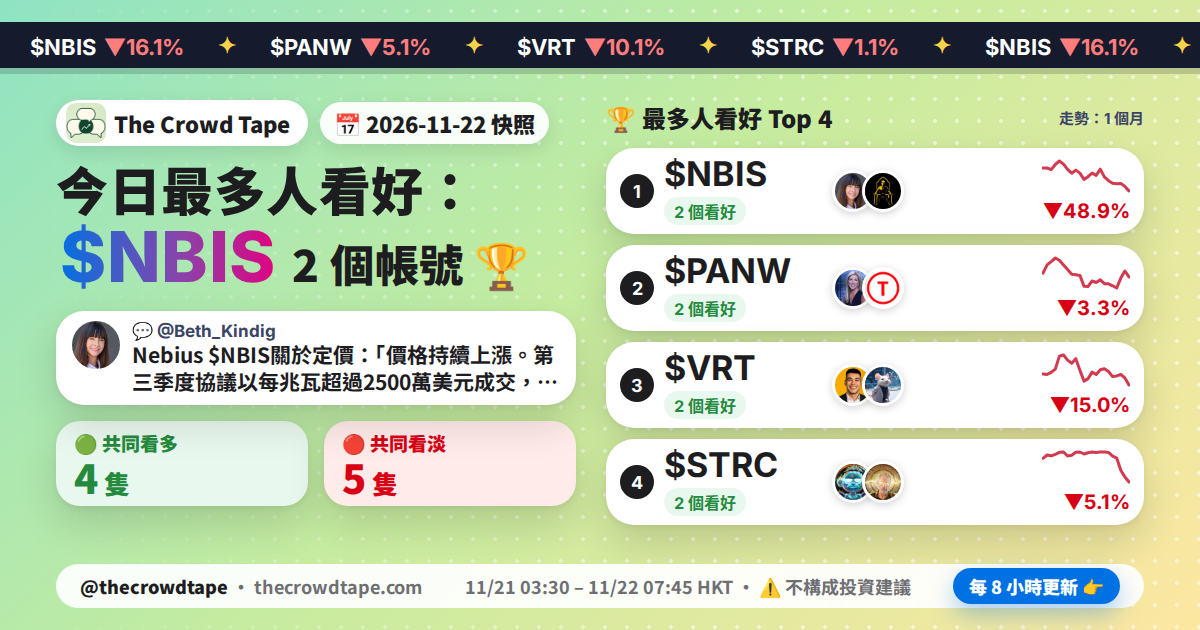 $NBIS ▼16.1% ✦ $PANW ▼5.1% ✦ $VRT ▼10.1% ✦ $STRC ▼1.1% ✦ $NBIS ▼16.1% ✦
The Crowd Tape
📅 2026-11-22 快照
今日最多人看好：
$NBIS 2 個帳號 🏆
💬 @Beth_Kindig
Nebius $NBIS關於定價：「價格持續上漲。第
三季度協議以每兆瓦超過2500萬美元成交，…
🟢 共同看多
4 隻
🔴 共同看淡
5 隻
🏆 最多人看好 Top 4
走勢：1個月
1
$NBIS
2 個看好
▼48.9%
2
$PANW
2 個看好
T
▼3.3%
3
$VRT
2 個看好
▼15.0%
4
$STRC
2 個看好
▼5.1%
@thecrowdtape · thecrowdtape.com
11/21 03:30 – 11/22 07:45 HKT · ⚠️ 不構成投資建議
每 8 小時更新 👉